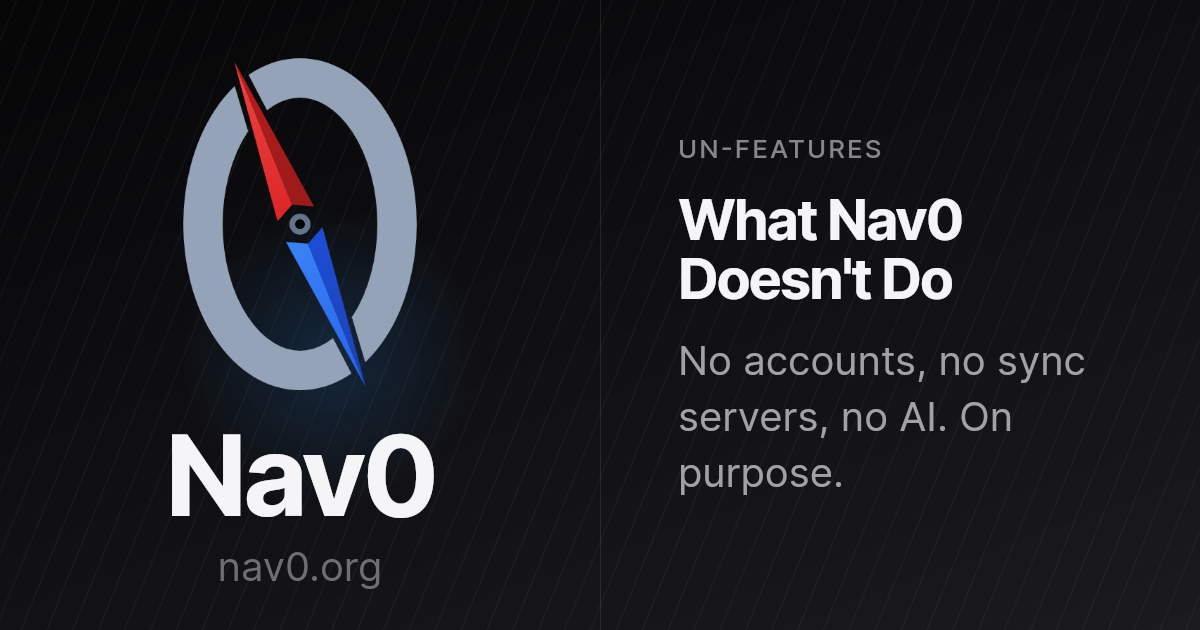 Nav0
nav0.org
UN-FEATURES
What Nav0
Doesn't Do
No accounts, no sync
servers, no AI. On
purpose.